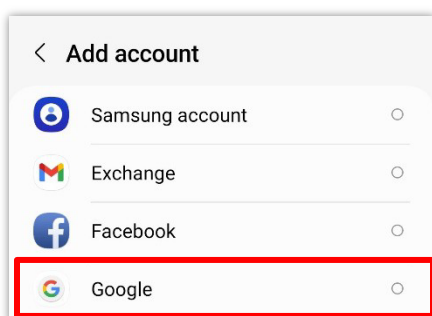 Add account
Samsung account
Exchange
Facebook
Google